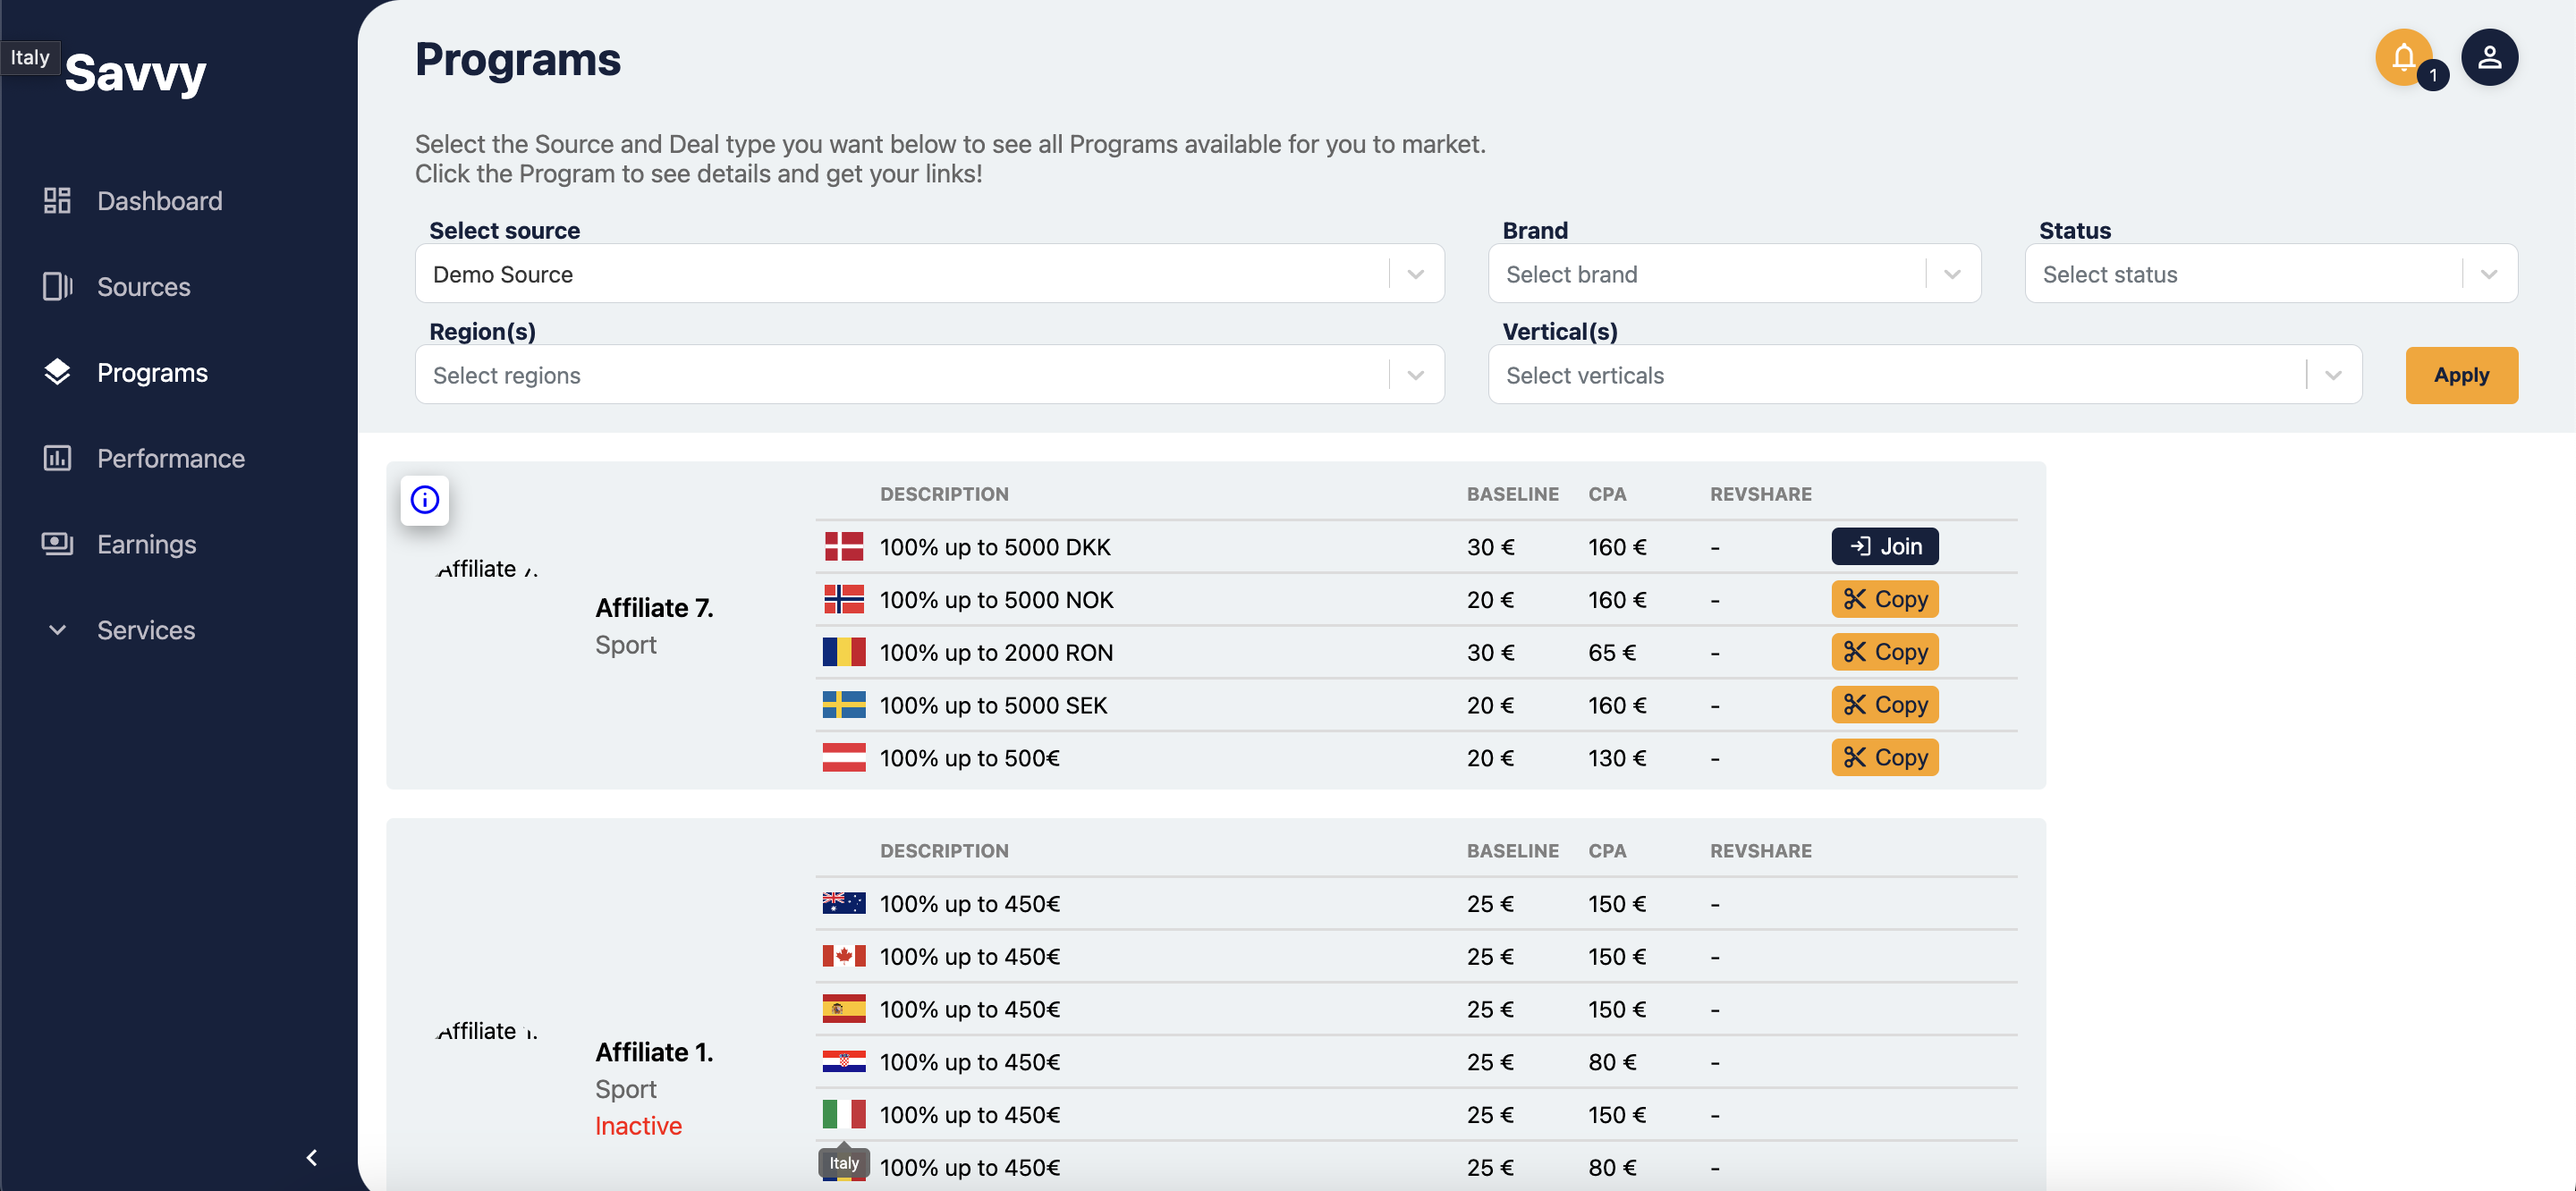 Italy
Savvy
Dashboard
Sources
Programs
Performance
Earnings
Services
Programs
1
Select the Source and Deal type you want below to see all Programs available for you to market.
Click the Program to see details and get your links!
Select source
Demo Source
Brand
Select brand
Status
Select status
Region(s)
Select regions
Vertical(s)
Select verticals
Apply
Affiliate 7.
Affiliate 7.
Sport
DESCRIPTION BASELINE CPA REVSHARE
100% up to 5000 DKK 30 € 160 € - Join
100% up to 5000 NOK 20 € 160 € - Copy
100% up to 2000 RON 30 € 65 € - Copy
100% up to 5000 SEK 20 € 160 € - Copy
100% up to 500€ 20 € 130 € - Copy
Affiliate 1.
Affiliate 1.
Sport
Inactive
DESCRIPTION BASELINE CPA REVSHARE
100% up to 450€ 25 € 150 € -
100% up to 450€ 25 € 150 € -
100% up to 450€ 25 € 150 € -
100% up to 450€ 25 € 80 € -
100% up to 450€ 25 € 150 € -
Italy
100% up to 450€ 25 € 80 € -